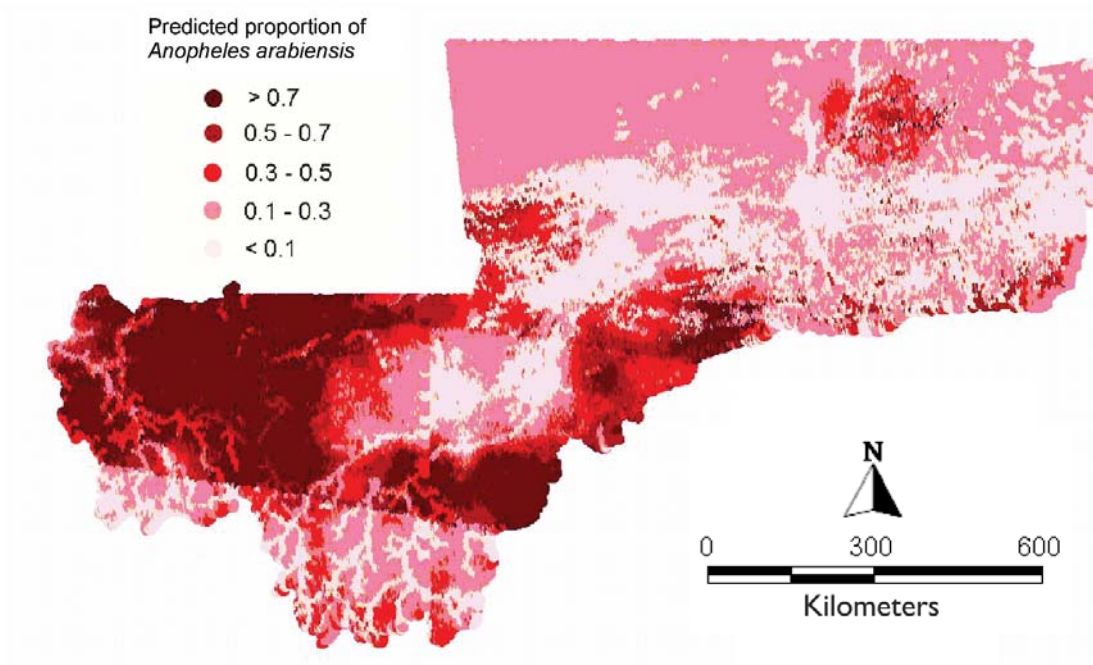 Predicted proportion of
Anopheles arabiensis
> 0.7
0.5 - 0.7
0.3 - 0.5
0.1 - 0.3
< 0.1
N
0 300 600
Kilometers